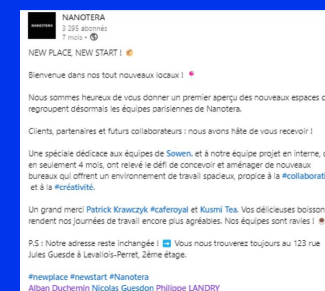 NANOTERA
NANOTERA
3 295 abonnés
7 mois •
NEW PLACE, NEW START !
Bienvenue dans nos tout nouveaux locaux !
Nous sommes heureux de vous donner un premier aperçu des nouveaux espaces
regroupent désormais les équipes parisiennes de Nanotera.
Clients, partenaires et futurs collaborateurs : nous avons hâte de vous recevoir !
Une spéciale dédicace aux équipes de Sowen. et à notre équipe projet en interne,
en seulement 4 mois, ont relevé le défi de concevoir et aménager de nouveaux
bureaux qui offrent un environnement de travail spacieux, propice à la #collaborati
et à la #créativité.
Un grand merci Patrick Krawczyk #caferoyal et Kusmi Tea. Vos délicieuses boisson
rendent nos journées de travail encore plus agréables. Nos équipes sont ravies !
P.S : Notre adresse reste inchangée ! ➡ Vous nous trouverez toujours au 123 rue
Jules Guesde à Levallois-Perret, 2ème étage.
#newplace #newstart #Nanotera
Alban Duchemin Nicolas Guesdon Philippe LANDRY